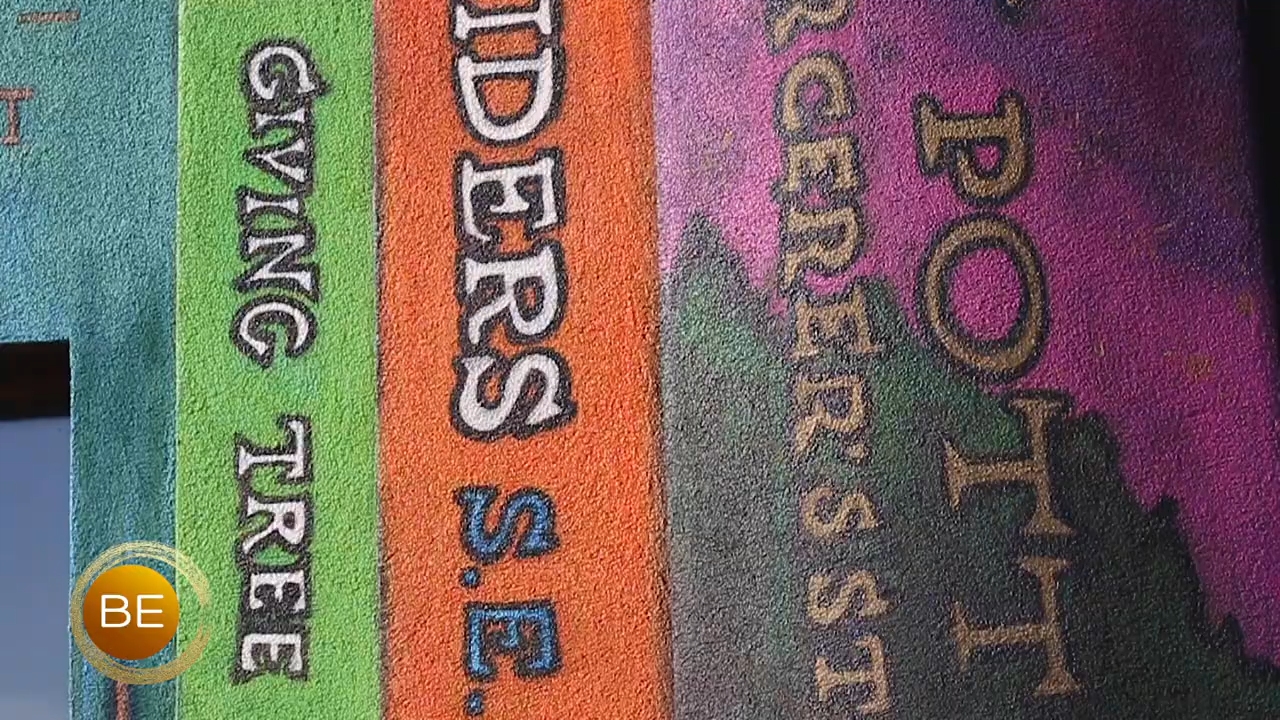 T
GIVING TREE
IDERS S.E.
RCERER'S ST
POTT
BE